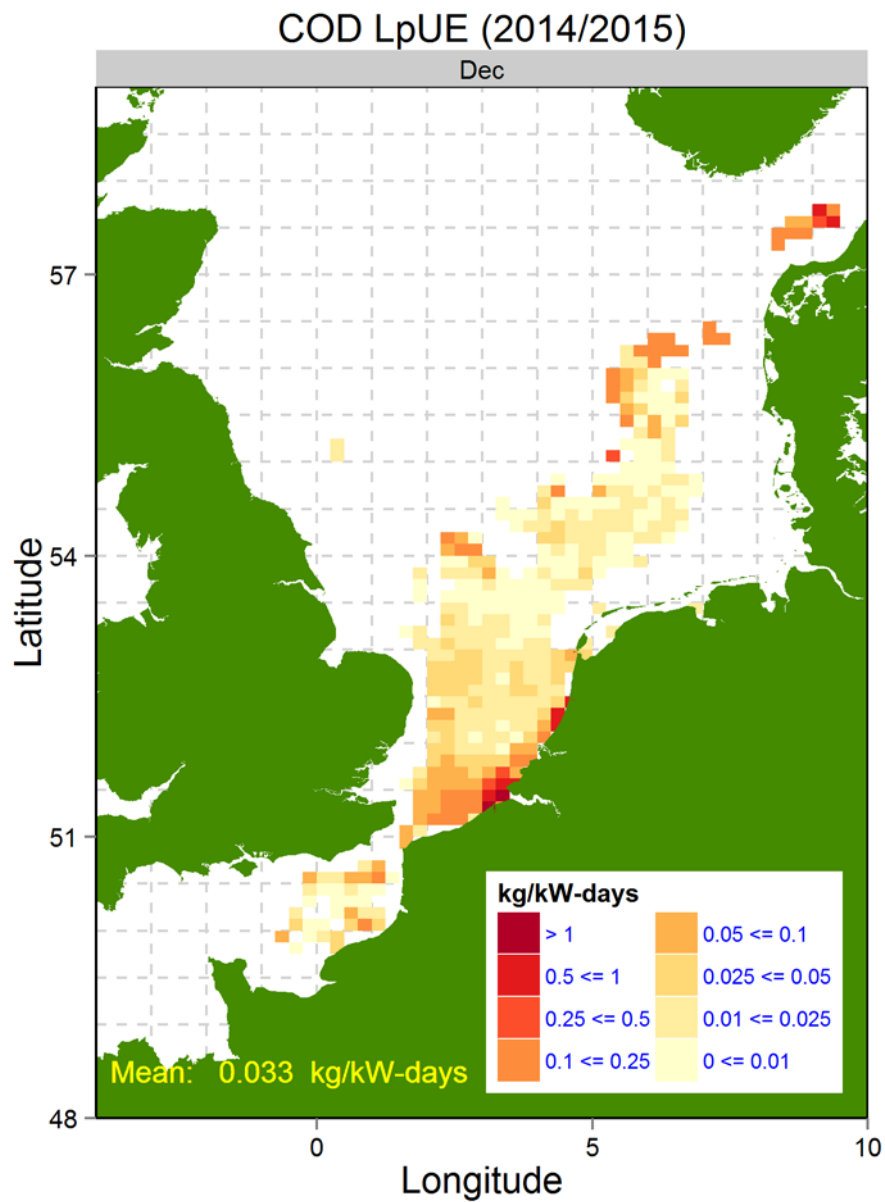 COD LpUE (2014/2015)
Dec
57
54
51
48
Latitude
0
5
10
Longitude
kg/kW-days
> 1
0.5 <= 1
0.25 <= 0.5
0.1 <= 0.25
0.05 <= 0.1
0.025 <= 0.05
0.01 <= 0.025
0 <= 0.01
Mean: 0.033 kg/kW-days